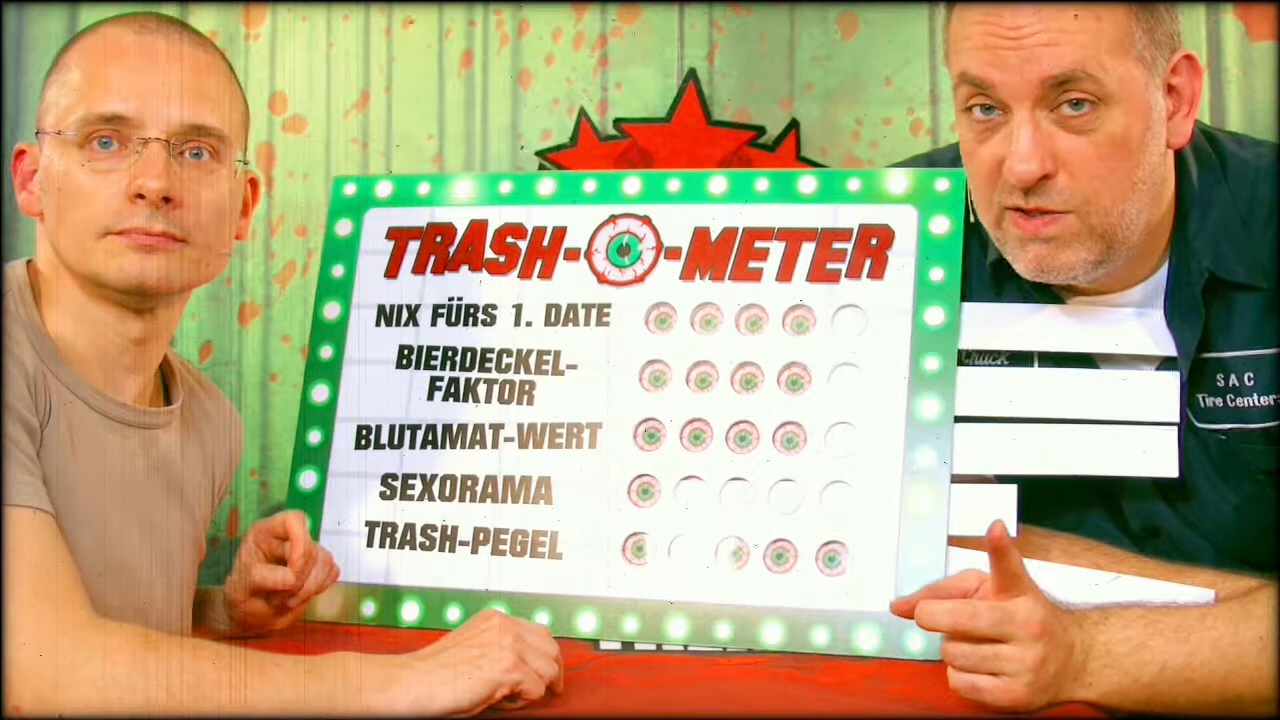 TRASH-O-METER
NIX FÜRS 1. DATE
BIERDECKEL-
FAKTOR
BLUTAMAT-WERT
SEXORAMA
TRASH-PEGEL
Chuck
SAC
Tire Center